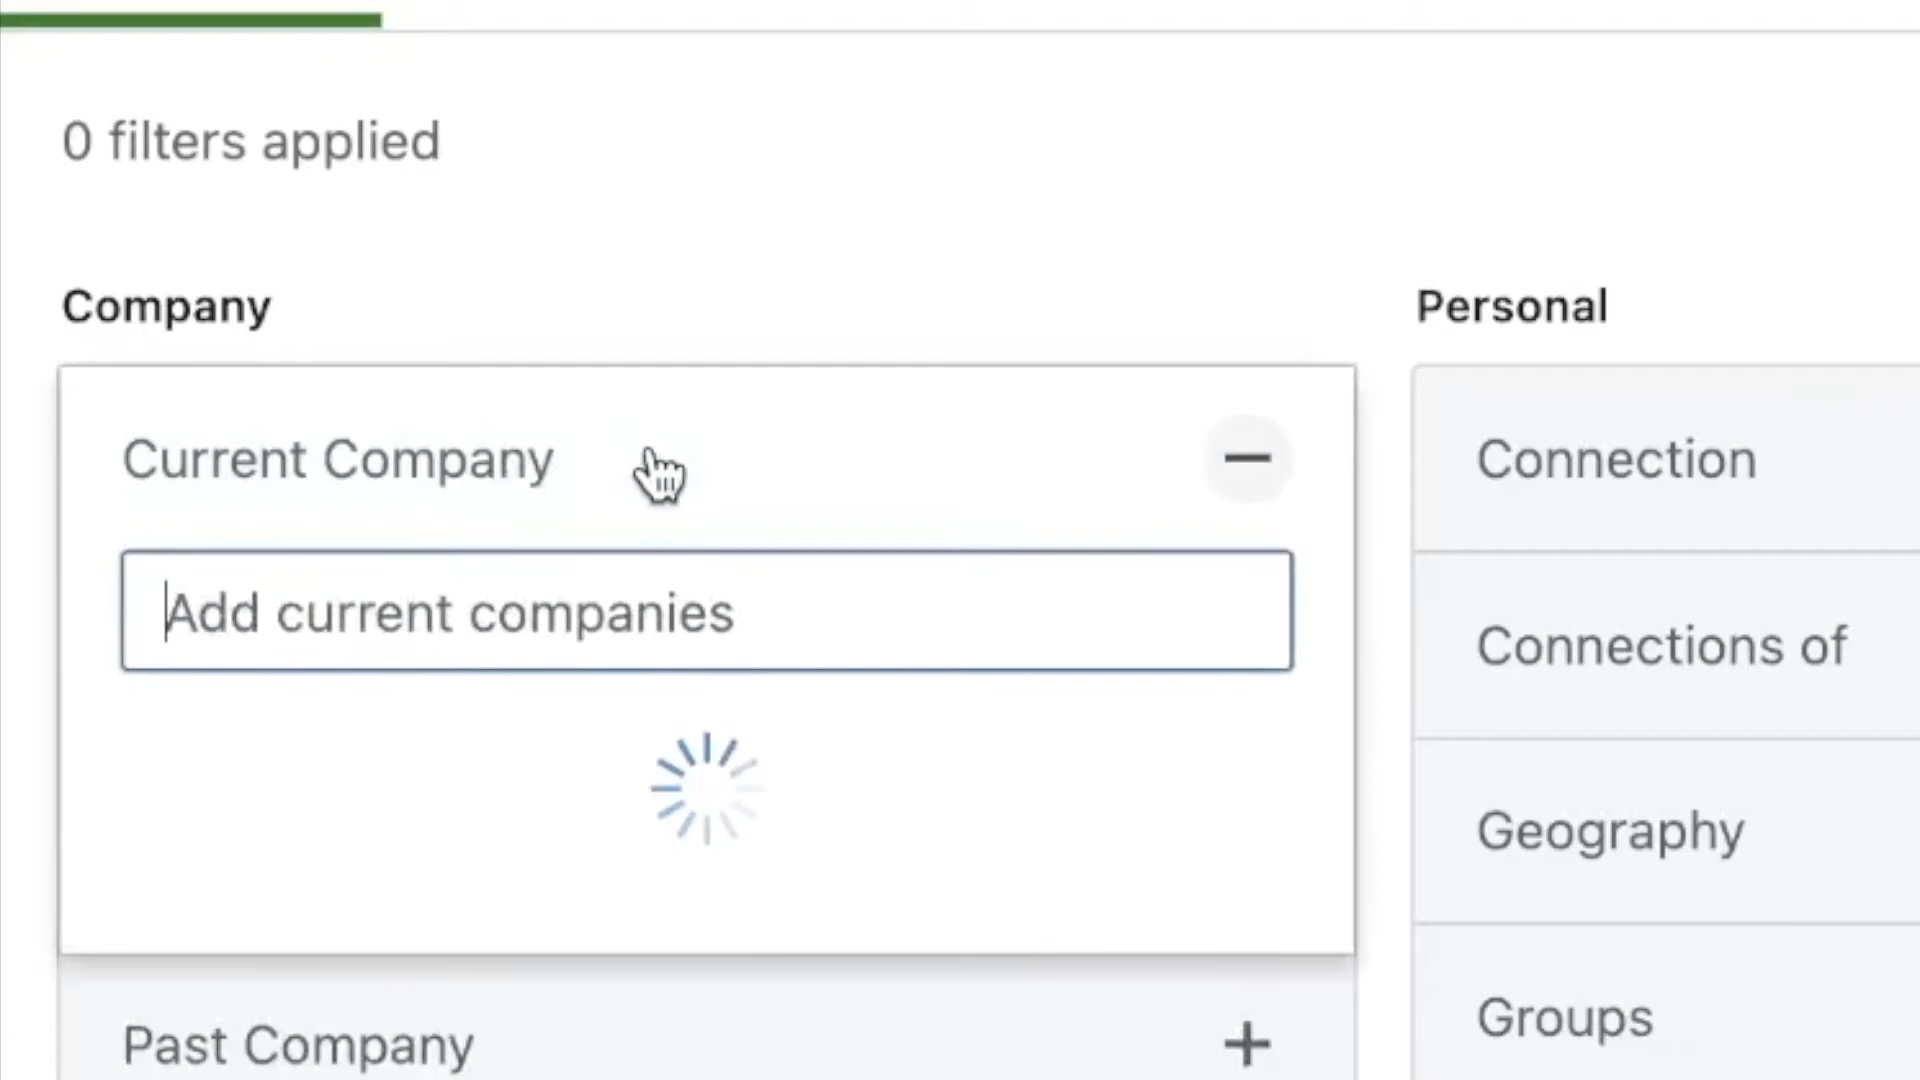 0 filters applied
Company
Current Company
Add current companies
Past Company
Personal
Connection
Connections of
Geography
Groups